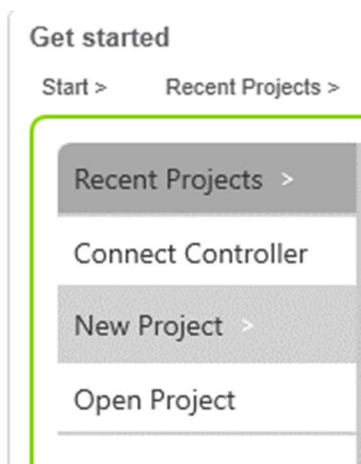 Get started
Start > Recent Projects >
Recent Projects >
Connect Controller
New Project >
Open Project